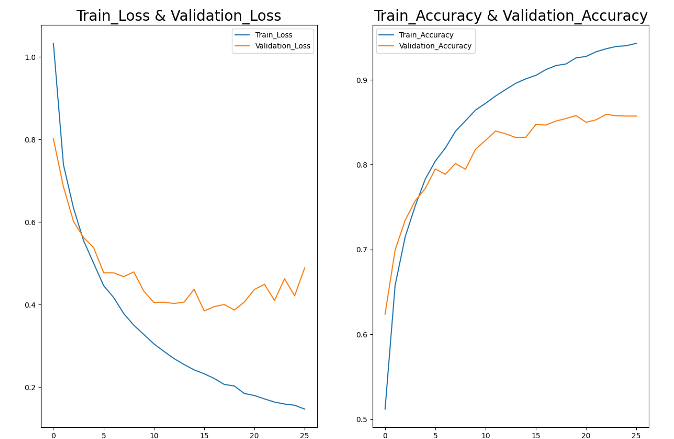 Train_Loss & Validation_Loss
Train_Loss
Validation_Loss
1.0
0.8
0.6
0.4
0.2
0 5 10 15 20 25
Train_Accuracy & Validation_Accuracy
Train_Accuracy
Validation_Accuracy
0.9
0.8
0.7
0.6
0.5
0 5 10 15 20 25